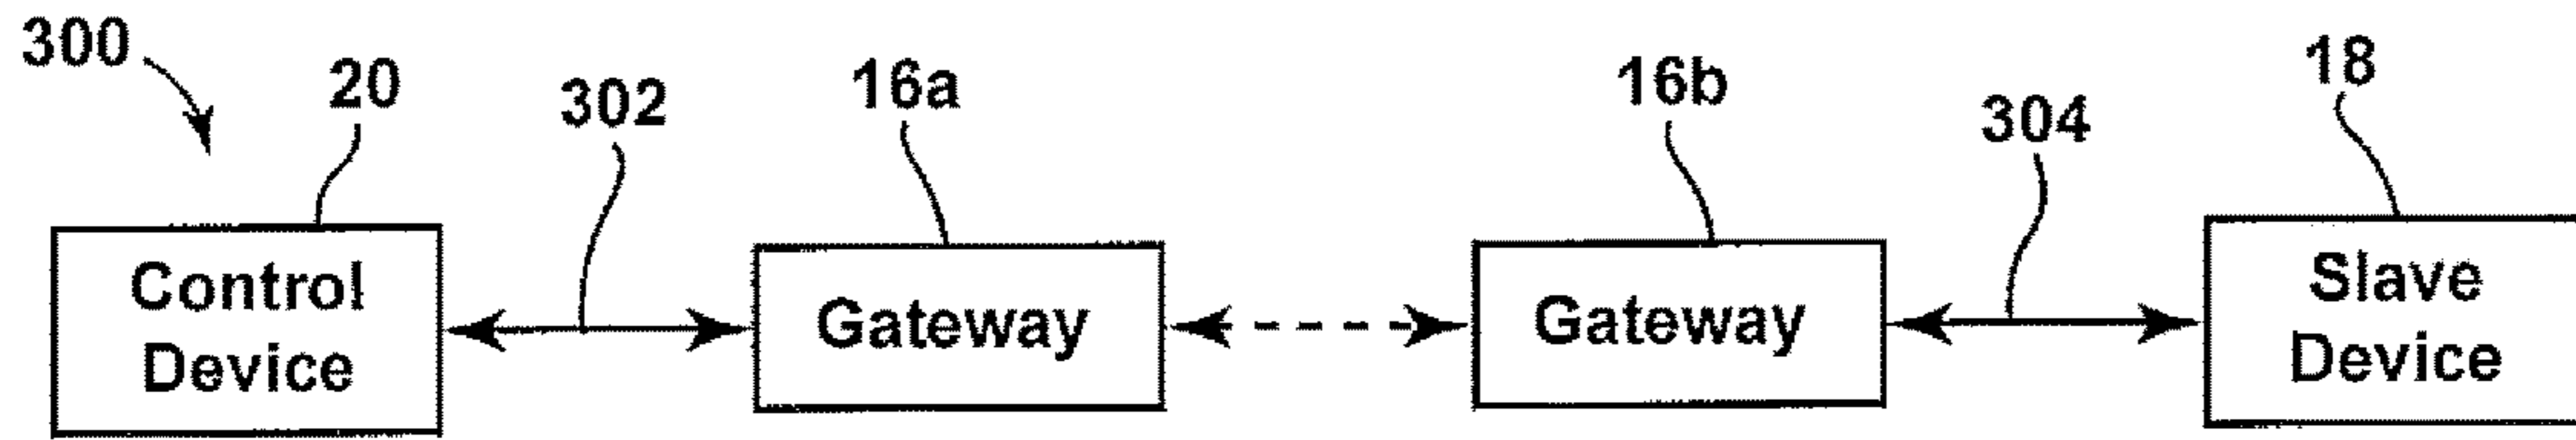 300
20
302
16a
16b
304
18
Control
Device
Gateway
Gateway
Slave
Device